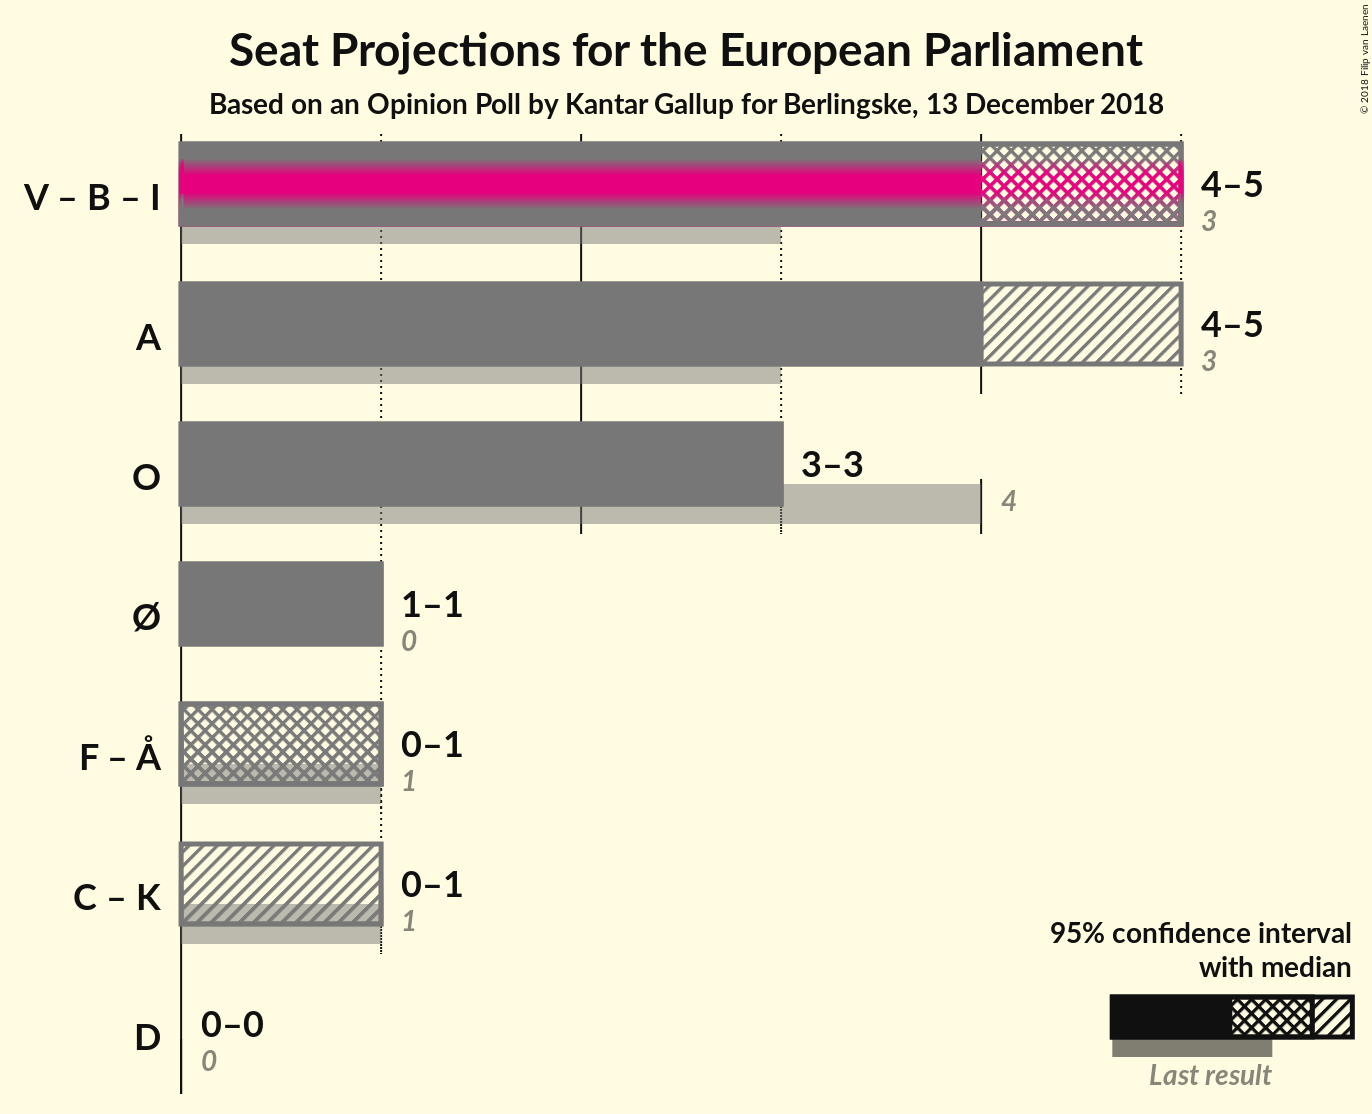 Seat Projections for the European Parliament
Based on an Opinion Poll by Kantar Gallup for Berlingske, 13 December 2018
© 2018 Filip van Laenen
V – B – I
4–5
3
A
4–5
3
O
3–3
4
Ø
1–1
0
F – Å
0–1
1
C – K
0–1
1
D
0–0
0
95% confidence interval
with median
Last result